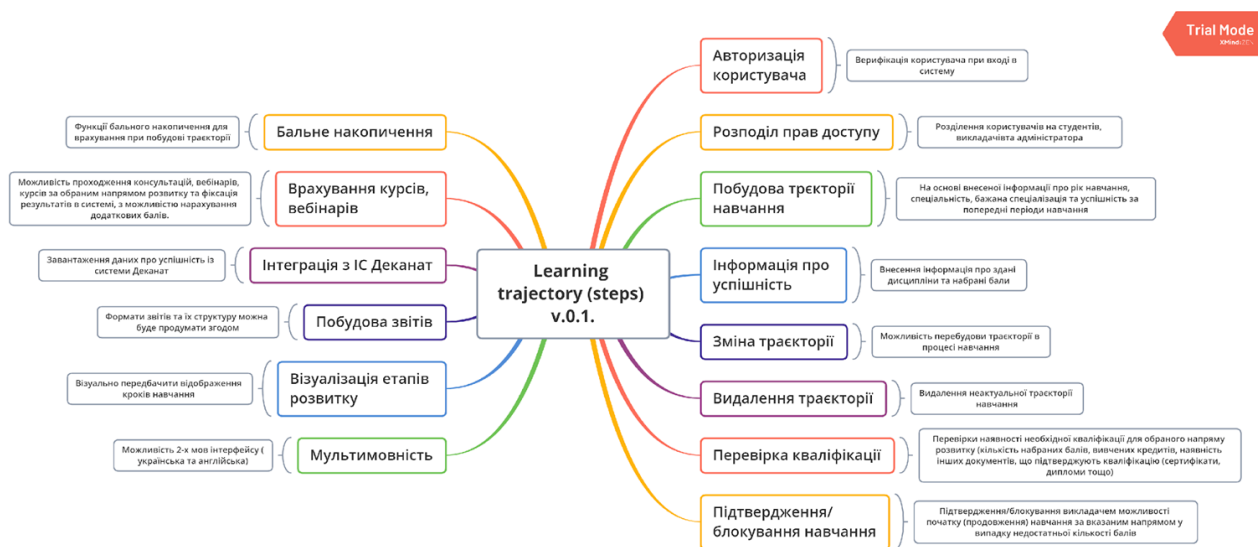 Trial Mode
Learning
trajectory (steps)
v.0.1.
Авторизація
користувача
Верифікація користувача при вході в
систему
Розподіл прав доступу
Розділення користувачів на студентів,
викладачівта адміністратора
Побудова трєкторії
навчання
На основі внесеної інформації про рік навчання,
спеціальність, бажана спеціалізація та успішність за
попередні періоди навчання
Інформація про
успішність
Внесення інформація про здані
дисципліни та набрані бали
Зміна траєкторії
Можливість перебудови траєкторії в
процесі навчання
Видалення траєкторії
Видалення неактуальної траєкторії
навчання
Перевірка кваліфікації
Перевірки наявності необхідної кваліфікації для обраного напряму
розвитку (кількість набраних балів, вивчених кредитів, наявність
інших документів, що підтверджують кваліфікацію (сертифікати,
дипломи тощо)
Підтвердження/
блокування навчання
Підтвердження/блокування викладачем можливості
початку (продовження) навчання за вказаним напрямом у
випадку недостатньої кількості балів
Бальне накопичення
Функції бального накопичення для
врахування при побудові траєкторії
Врахування курсів,
вебінарів
Можливість проходження консультацій, вебінарів,
курсів за обраним напрямом розвитку та фіксація
результатів в системі, з можливістю нарахування
додаткових балів.
Інтеграція з ІС Деканат
Завантаження даних про успішність із
системи Деканат
Побудова звітів
Формати звітів та їх структуру можна
буде продумати згодом
Візуалізація етапів
розвитку
Візуально передбачити відображення
кроків навчання
Мультимовність
Можливість 2-х мов інтерфейсу (
українська та англійська)